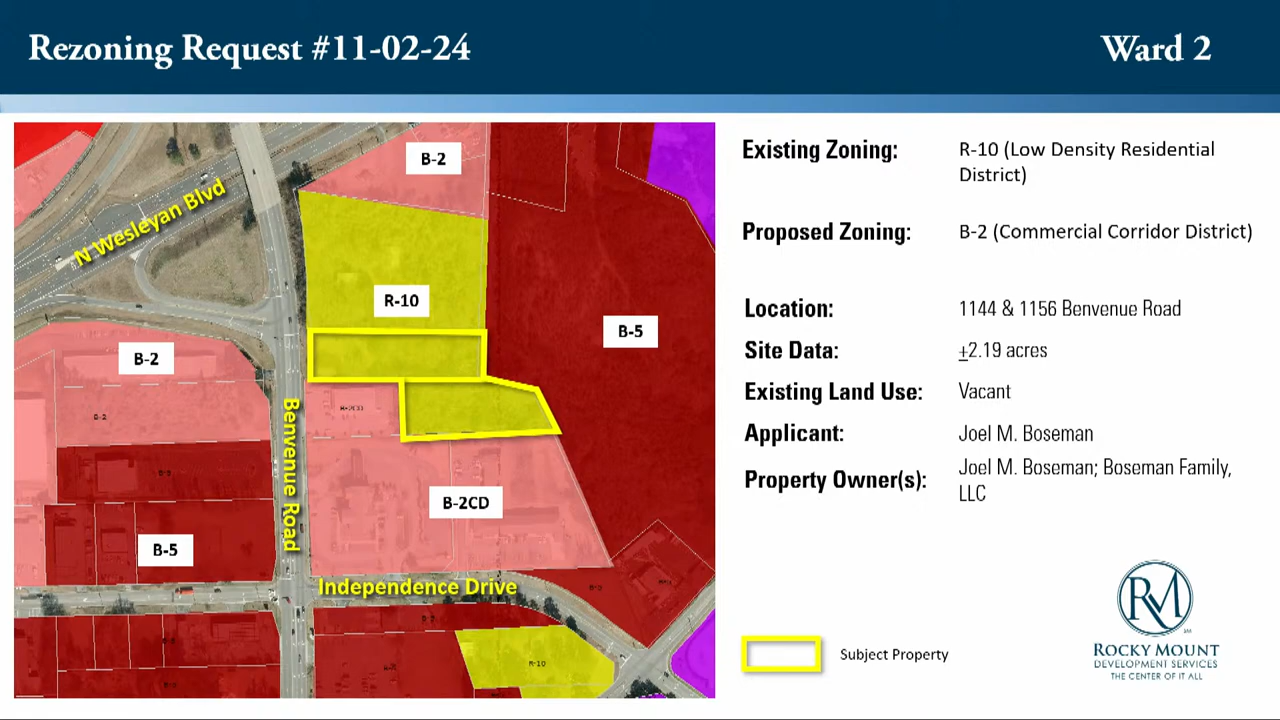 Rezoning Request #11-02-24
Ward 2
B-2
N Wesleyan Blvd
R-10
B-5
B-2
B-2
Benvenue Road
B-2CD
B-5
Independence Drive
R-10
Existing Zoning:
R-10 (Low Density Residential
District)
Proposed Zoning:
B-2 (Commercial Corridor District)
Location:
1144 & 1156 Benvenue Road
Site Data:
±2.19 acres
Existing Land Use:
Vacant
Applicant:
Joel M. Boseman
Property Owner(s):
Joel M. Boseman; Boseman Family,
LLC
Subject Property
RM
SM
ROCKY MOUNT
DEVELOPMENT SERVICES
THE CENTER OF IT ALL